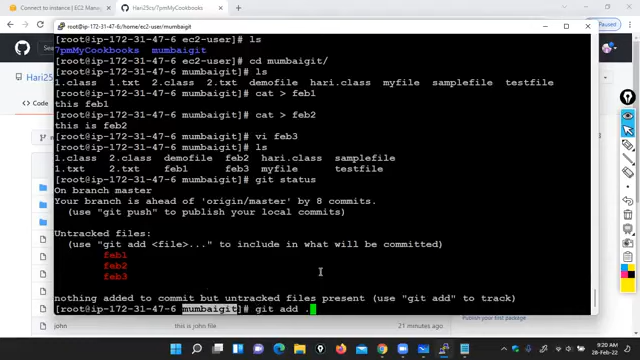 Connect to instance | EC2 Manag
Hari25cs/7pmMyCookbooks
root@ip-172-31-47-6:/home/ec2-user/mumbaigit
[root@ip-172-31-47-6 ec2-user]# ls
7pmMyCookbooks  mumbaigit
[root@ip-172-31-47-6 ec2-user]# cd mumbaigit/
[root@ip-172-31-47-6 mumbaigit]# ls
1.class  1.txt  2.class  2.txt  demofile  hari.class  myfile  samplefile  testfile
[root@ip-172-31-47-6 mumbaigit]# cat > feb1
this feb1
[root@ip-172-31-47-6 mumbaigit]# cat > feb2
this is feb2
[root@ip-172-31-47-6 mumbaigit]# vi feb3
[root@ip-172-31-47-6 mumbaigit]# ls
1.class  2.class  demofile  feb2  hari.class  samplefile
1.txt  2.txt  feb1  feb3  myfile  testfile
[root@ip-172-31-47-6 mumbaigit]# git status
On branch master
Your branch is ahead of 'origin/master' by 8 commits.
(use "git push" to publish your local commits)
Untracked files:
(use "git add <file>..." to include in what will be committed)
feb1
feb2
feb3
nothing added to commit but untracked files present (use "git add" to track)
[root@ip-172-31-47-6 mumbaigit]# git add .
Hari25
Code
mas
john
this is john file
21 minutes ago
Publish your first package
9:20 AM
28-Feb-22